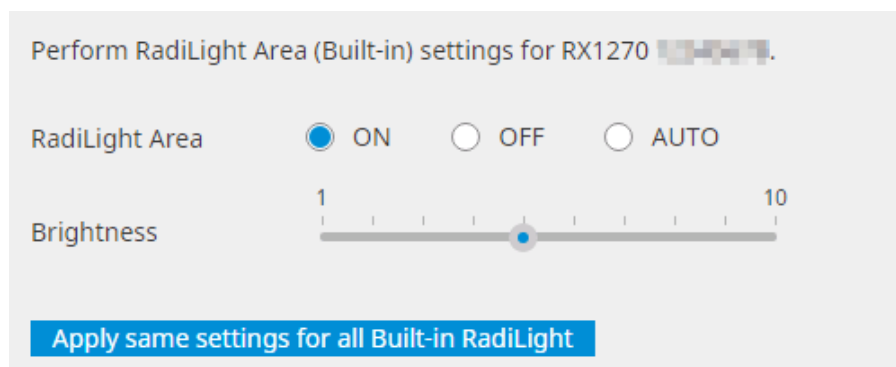 Perform RadiLight Area (Built-in) settings for RX1270
RadiLight Area ON OFF AUTO
1 10
Brightness
Apply same settings for all Built-in RadiLight